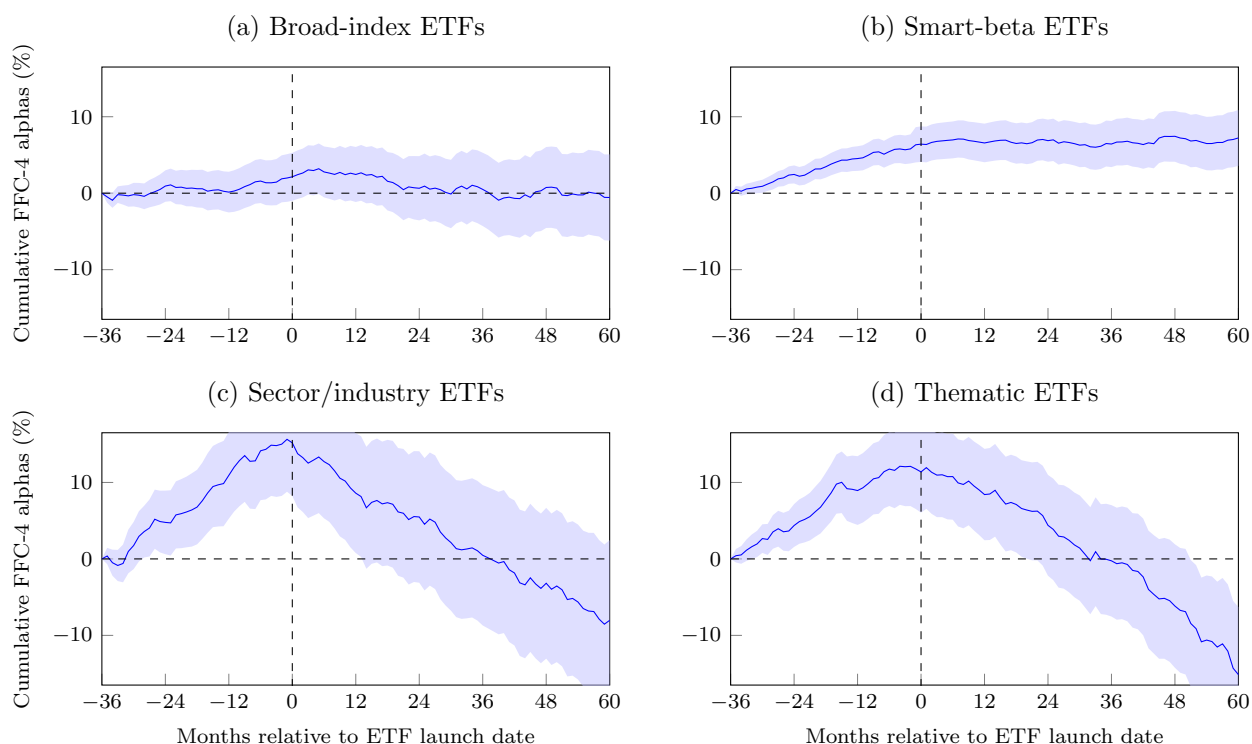 (a) Broad-index ETFs
Cumulative FFC-4 alphas (%)
10
0
−10
−36 −24 −12 0 12 24 36 48 60
(b) Smart-beta ETFs
10
0
−10
−36 −24 −12 0 12 24 36 48 60
(c) Sector/industry ETFs
Cumulative FFC-4 alphas (%)
10
0
−10
−36 −24 −12 0 12 24 36 48 60
Months relative to ETF launch date
(d) Thematic ETFs
10
0
−10
−36 −24 −12 0 12 24 36 48 60
Months relative to ETF launch date